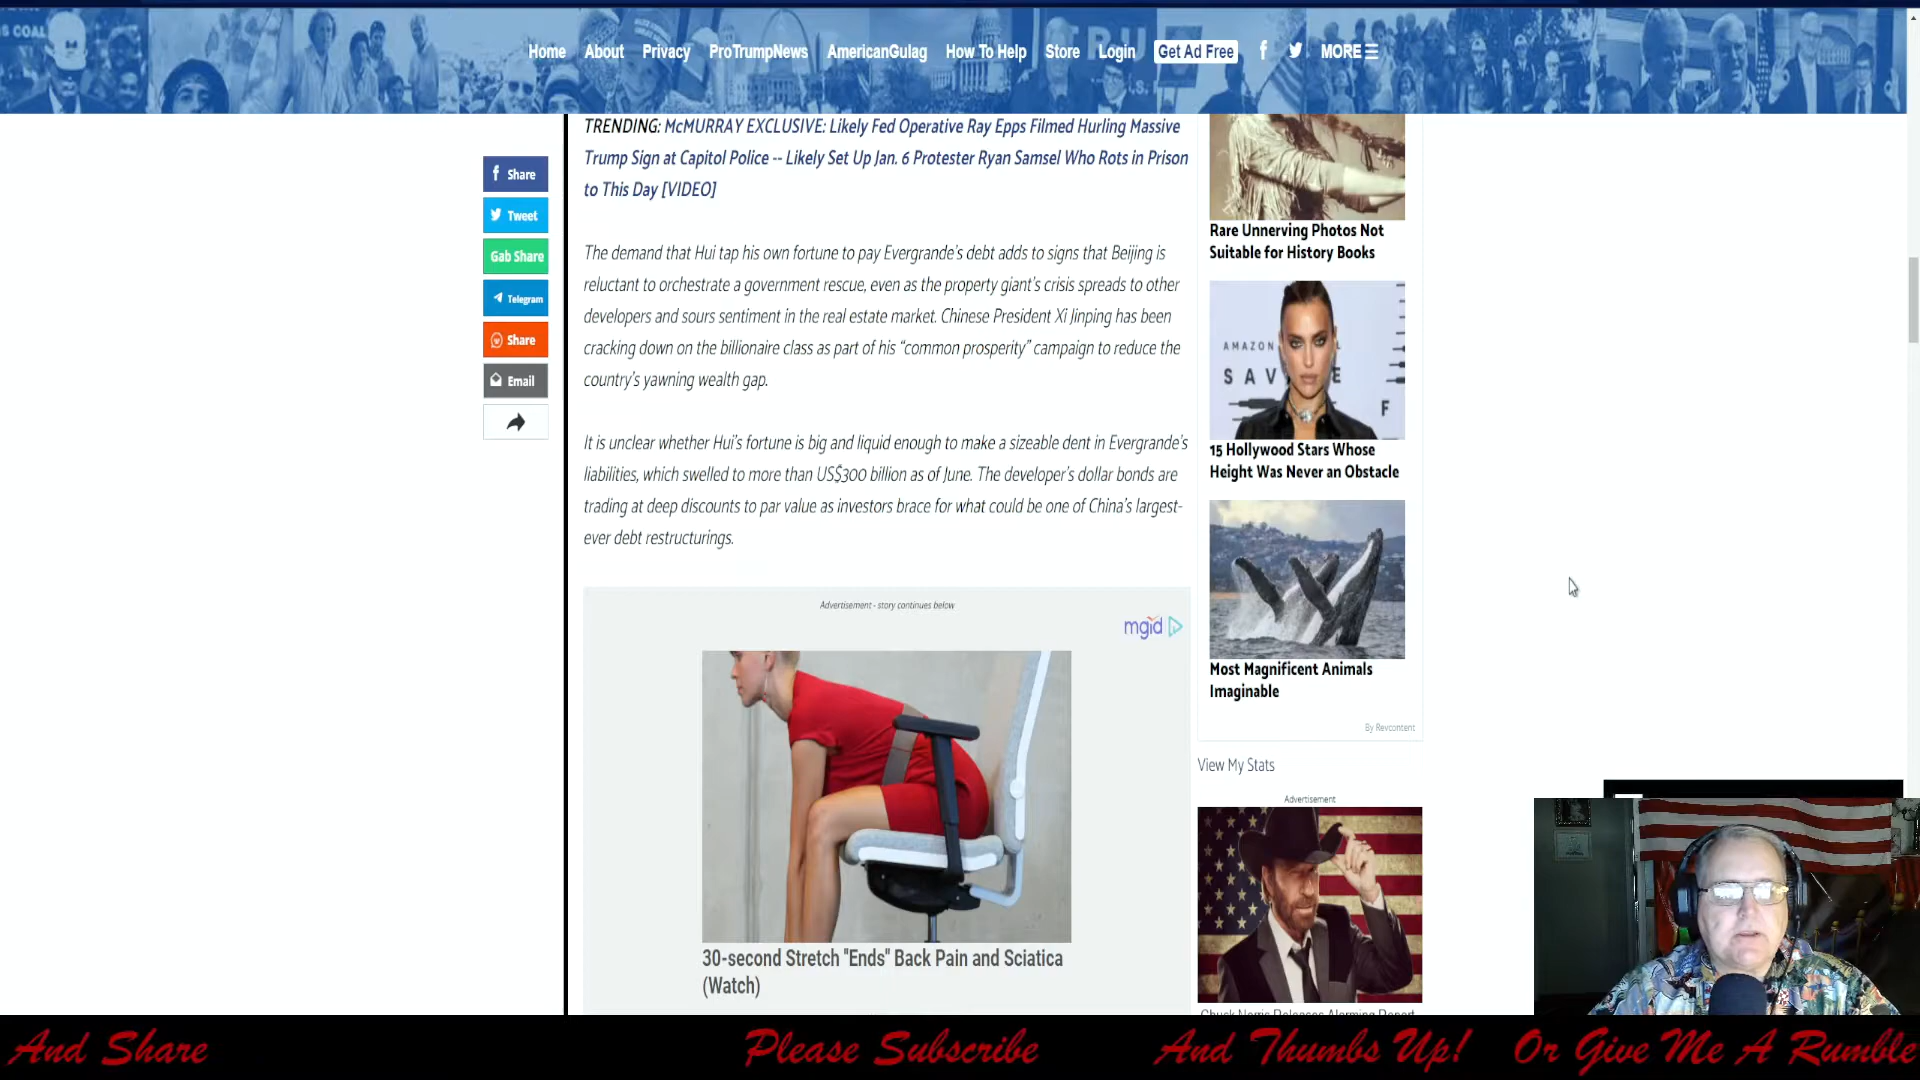 Home About Privacy ProTrumpNews AmericanGulag How To Help Store Login Get Ad Free MORE
TRENDING: McMURRAY EXCLUSIVE: Likely Fed Operative Ray Epps Filmed Hurling Massive
Trump Sign at Capitol Police -- Likely Set Up Jan. 6 Protester Ryan Samsel Who Rots in Prison
to This Day [VIDEO]
Share
Tweet
Gab Share
Telegram
Share
Email
The demand that Hui tap his own fortune to pay Evergrande’s debt adds to signs that Beijing is
reluctant to orchestrate a government rescue, even as the property giant’s crisis spreads to other
developers and sours sentiment in the real estate market. Chinese President Xi Jinping has been
cracking down on the billionaire class as part of his “common prosperity” campaign to reduce the
country’s yawning wealth gap.
It is unclear whether Hui’s fortune is big and liquid enough to make a sizeable dent in Evergrande’s
liabilities, which swelled to more than US$300 billion as of June. The developer’s dollar bonds are
trading at deep discounts to par value as investors brace for what could be one of China’s largest-
ever debt restructurings.
Advertisement - story continues below
mgid
30-second Stretch "Ends" Back Pain and Sciatica
(Watch)
Rare Unnerving Photos Not
Suitable for History Books
AMAZON
15 Hollywood Stars Whose
Height Was Never an Obstacle
Most Magnificent Animals
Imaginable
By Revcontent
View My Stats
Advertisement
Chuck Norris Releases Alarming Report
And Share Please Subscribe And Thumbs Up! Or Give Me A Rumble